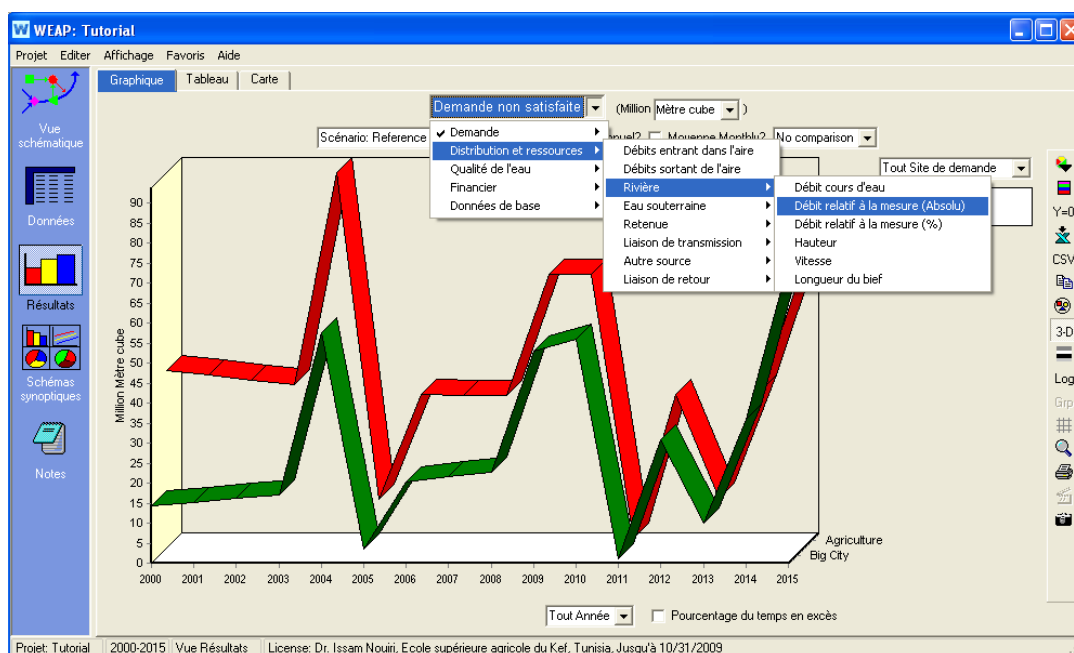 WEAP: Tutorial
Projet Editer Affichage Favoris Aide
Graphique Tableau Carte
Demande non satisfaite (Million Mètre cube )
Scénario: Reference nuel? Moyenne Monthly? No comparison
Tout Site de demande
Demande
Distribution et ressources
Qualité de l'eau
Financier
Données de base
Débits entrant dans l'aire
Débits sortant de l'aire
Rivière
Eau souterraine
Retenue
Liaison de transmission
Autre source
Liaison de retour
Débit cours d'eau
Débit relatif à la mesure (Absolu)
Débit relatif à la mesure (%)
Hauteur
Vitesse
Longueur du bief
Vue
schématique
Données
Résultats
Schémas
synoptiques
Notes
Y=0
CSV
3-D
Log
Grp
Million Mètre cube
90
85
80
75
70
65
60
55
50
45
40
35
30
25
20
15
10
5
0
2000 2001 2002 2003 2004 2005 2006 2007 2008 2009 2010 2011 2012 2013 2014 2015
Agriculture
Big City
Tout Année Pourcentage du temps en excès
Projet: Tutorial 2000-2015 Vue Résultats License: Dr. Issam Nouiri, Ecole supérieure agricole du Kef, Tunisia, Jusqu'à 10/31/2009